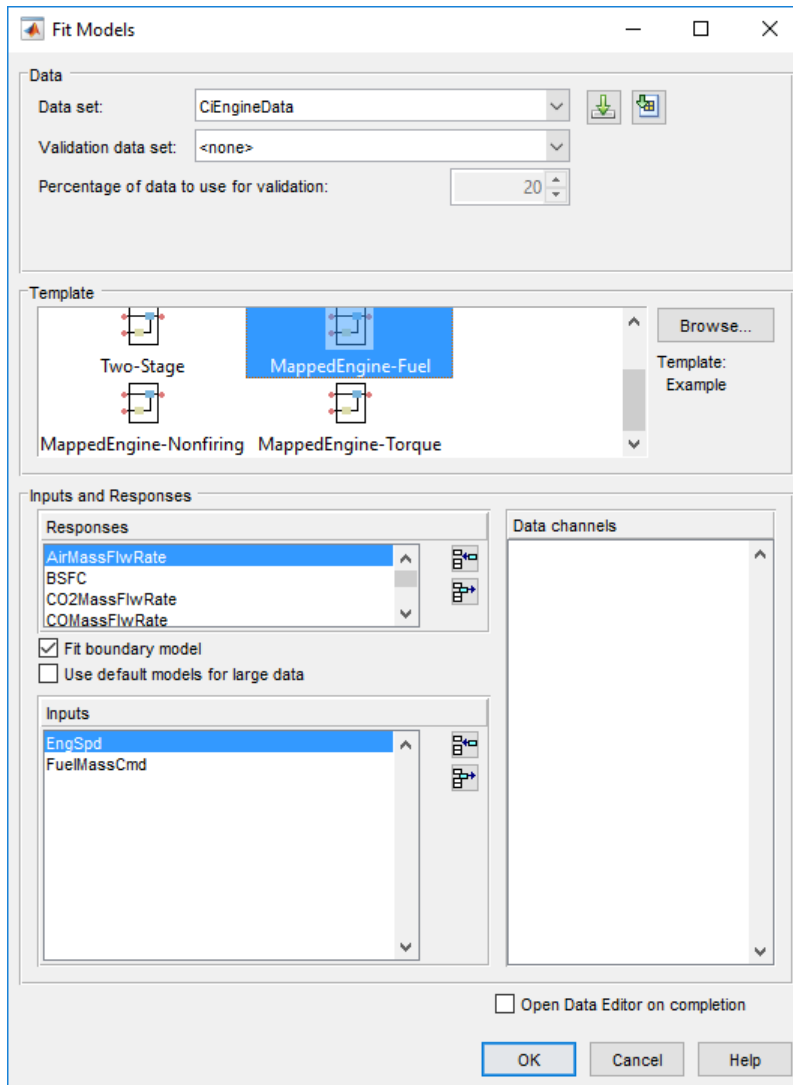 Fit Models
Data
Data set: CiEngineData
Validation data set: <none>
Percentage of data to use for validation: 20
Template
Two-Stage MappedEngine-Fuel
MappedEngine-Nonfiring MappedEngine-Torque
Browse...
Template:
Example
Inputs and Responses
Responses
AirMassFlwRate
BSFC
CO2MassFlwRate
COMassFlwRate
Fit boundary model
Use default models for large data
Inputs
EngSpd
FuelMassCmd
Data channels
Open Data Editor on completion
OK Cancel Help